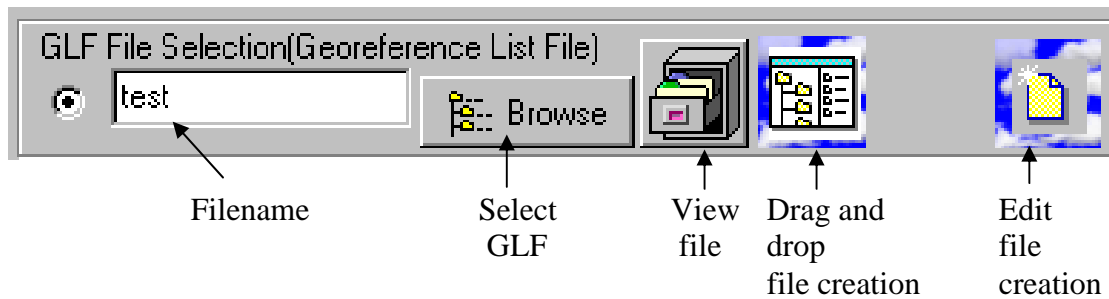 GLF File Selection(Georeference List File)
test
Browse
Filename
Select
GLF
View
file
Drag and
drop
file creation
Edit
file
creation